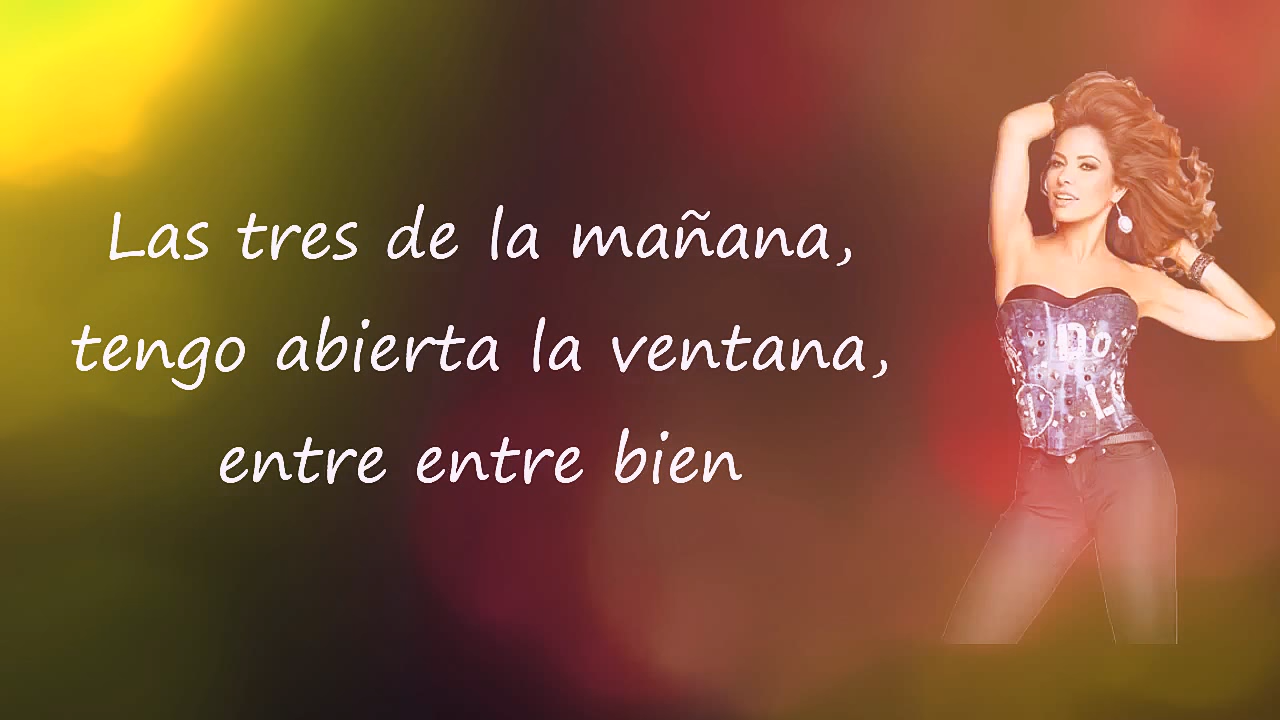 Las tres de la mañana,
tengo abierta la ventana,
entre entre bien